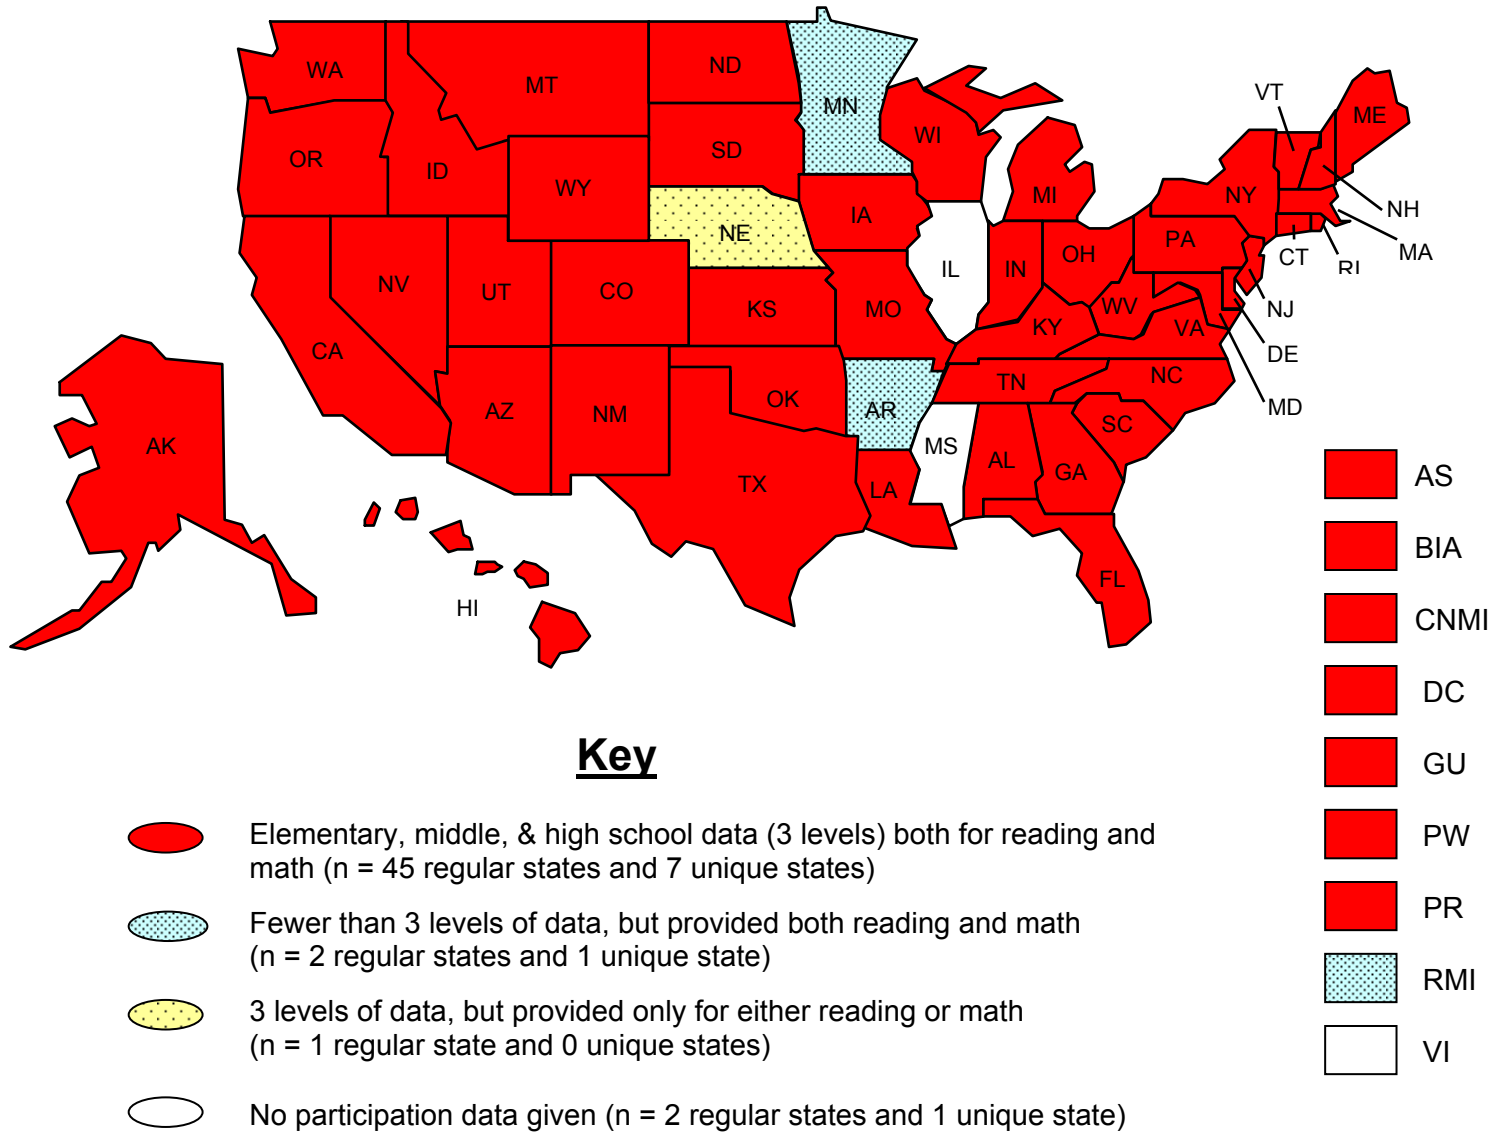 WA
MT
ND
MN
OR
ID
SD
WI
WY
NE
IA
MI
NY
VT
ME
NH
MA
RI
CT
PA
NJ
DE
MD
NV
UT
CO
KS
MO
IL
IN
OH
KY
WV
VA
CA
AZ
NM
OK
AR
TN
NC
SC
MS
AL
GA
TX
LA
FL
AK
HI
AS
BIA
CNMI
DC
GU
PW
PR
RMI
VI
Key
Elementary, middle, & high school data (3 levels) both for reading and
math (n = 45 regular states and 7 unique states)
Fewer than 3 levels of data, but provided both reading and math
(n = 2 regular states and 1 unique state)
3 levels of data, but provided only for either reading or math
(n = 1 regular state and 0 unique states)
No participation data given (n = 2 regular states and 1 unique state)